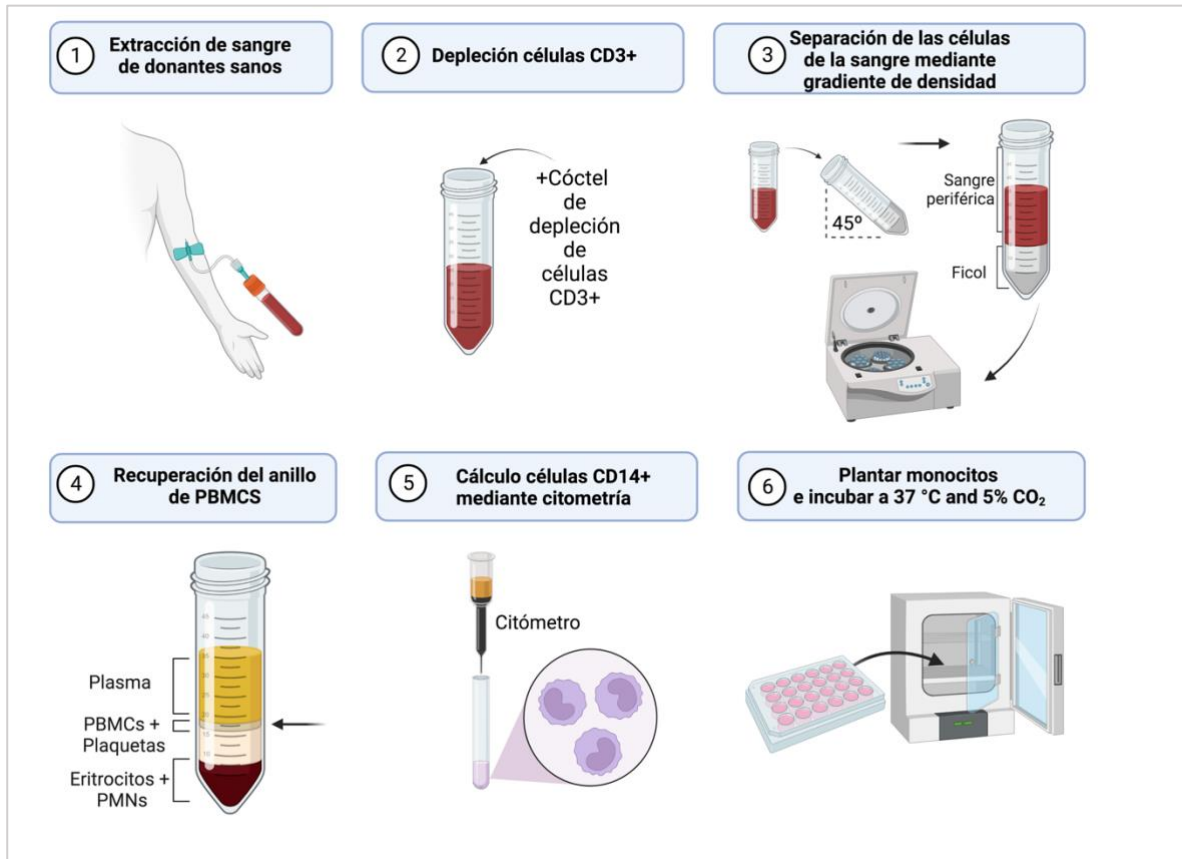 1
Extracción de sangre
de donantes sanos
2
Depleción células CD3+
3
Separación de las células
de la sangre mediante
gradiente de densidad
+Cóctel
de
depleción
de
células
CD3+
45º
Sangre
periférica
Ficol
4
Recuperación del anillo
de PBMCS
5
Cálculo células CD14+
mediante citometría
6
Plantar monocitos
e incubar a 37 °C and 5% CO₂
Plasma
PBMCs +
Plaquetas
Eritrocitos +
PMNs
Citómetro